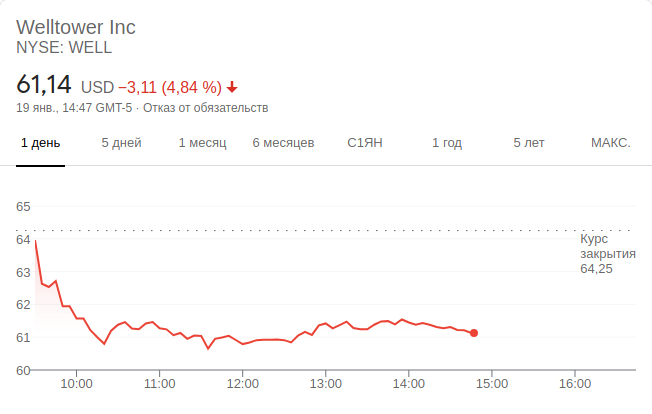 Welltower Inc
NYSE: WELL
61,14 USD −3,11 (4,84 %)
19 янв., 14:47 GMT-5 · Отказ от обязательств
1 день 5 дней 1 месяц 6 месяцев С1ЯН 1 год 5 лет МАКС.
65
64
63
62
61
60
Курс
закрытия
64,25
10:00 11:00 12:00 13:00 14:00 15:00 16:00